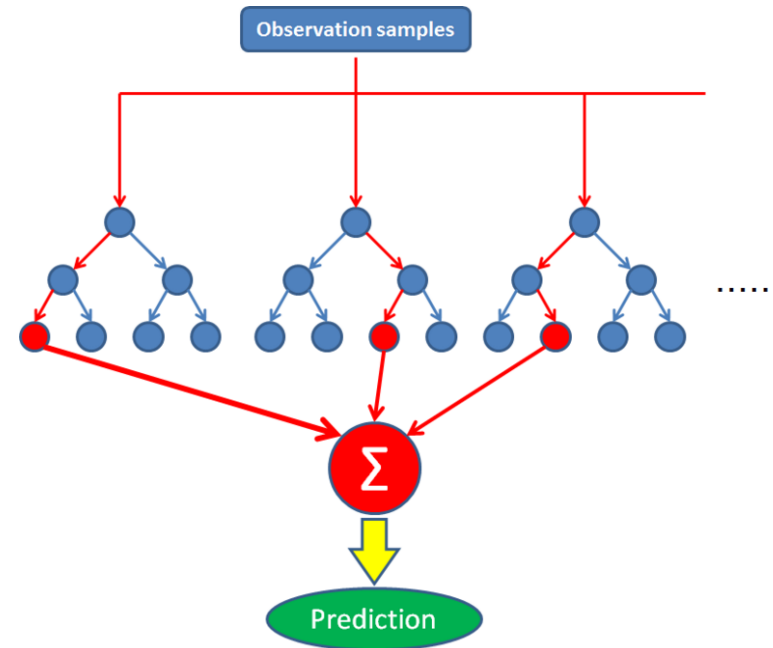 Observation samples
.....
Σ
Prediction